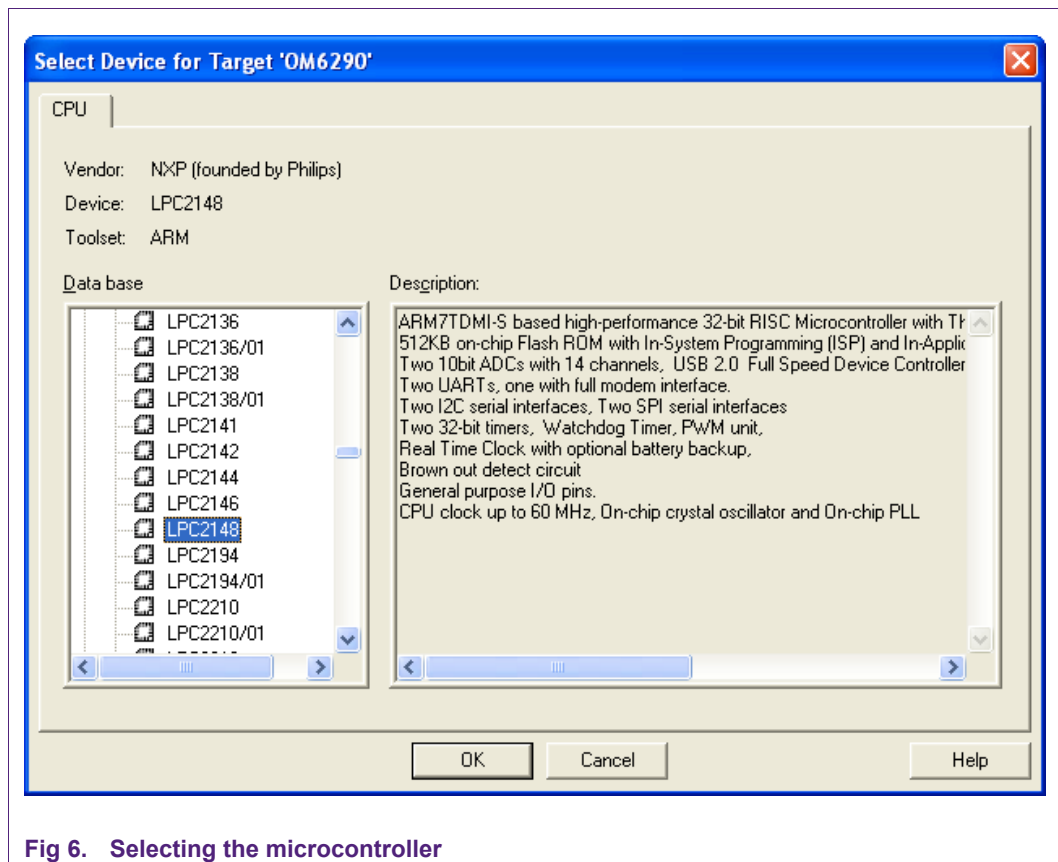 Select Device for Target 'OM6290'
CPU
Vendor: NXP (founded by Philips)
Device: LPC2148
Toolset: ARM
Data base
LPC2136
LPC2136/01
LPC2138
LPC2138/01
LPC2141
LPC2142
LPC2144
LPC2146
LPC2148
LPC2194
LPC2194/01
LPC2210
LPC2210/01
Description:
ARM7TDMI-S based high-performance 32-bit RISC Microcontroller with
512KB on-chip Flash ROM with In-System Programming (ISP) and
Two 10bit ADCs with 14 channels, USB 2.0 Full Speed Device Controller
Two UARTs, one with full modem interface.
Two I2C serial interfaces, Two SPI serial interfaces
Two 32-bit timers, Watchdog Timer, PWM unit,
Real Time Clock with optional battery backup,
Brown out detect circuit
General purpose I/O pins.
CPU clock up to 60 MHz, On-chip crystal oscillator and On-chip PLL
OK Cancel Help
Fig 6. Selecting the microcontroller